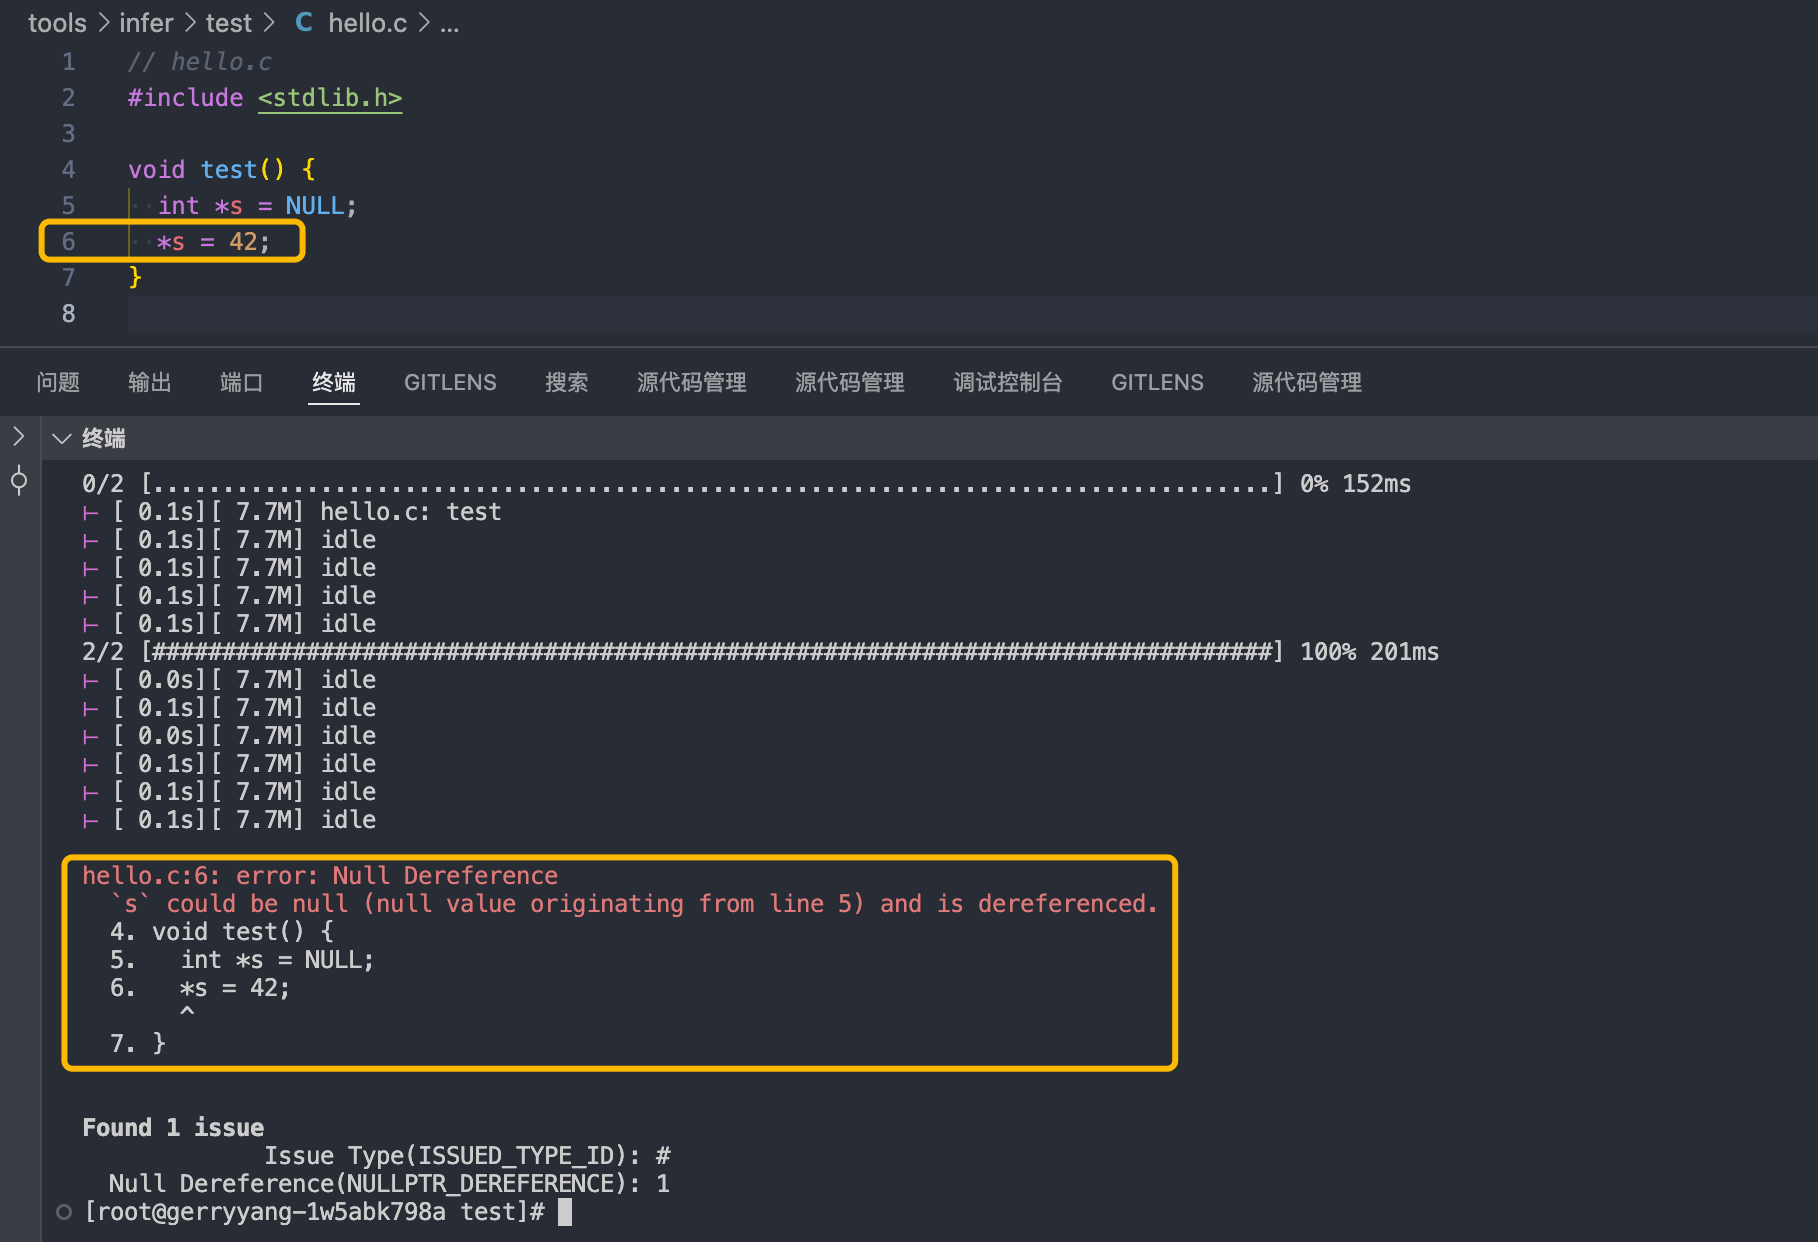 tools > infer > test > C hello.c > ...
1 // hello.c
2 #include <stdlib.h>
3
4 void test() {
5 int *s = NULL;
6 *s = 42;
7 }
8
问题 输出 端口 终端 GITLENS 搜索 源代码管理 源代码管理 调试控制台 GITLENS 源代码管理
终端
0/2 [................................................................................] 0% 152ms
⊢ [ 0.1s][ 7.7M] hello.c: test
⊢ [ 0.1s][ 7.7M] idle
⊢ [ 0.1s][ 7.7M] idle
⊢ [ 0.1s][ 7.7M] idle
⊢ [ 0.1s][ 7.7M] idle
2/2 [################################################################################] 100% 201ms
⊢ [ 0.0s][ 7.7M] idle
⊢ [ 0.1s][ 7.7M] idle
⊢ [ 0.0s][ 7.7M] idle
⊢ [ 0.1s][ 7.7M] idle
⊢ [ 0.1s][ 7.7M] idle
⊢ [ 0.1s][ 7.7M] idle
hello.c:6: error: Null Dereference
`s` could be null (null value originating from line 5) and is dereferenced.
4. void test() {
5. int *s = NULL;
6. *s = 42;
^
7. }
Found 1 issue
Issue Type(ISSUED_TYPE_ID): #
Null Dereference(NULLPTR_DEREFERENCE): 1
[root@gerryyang-1w5abk798a test]#